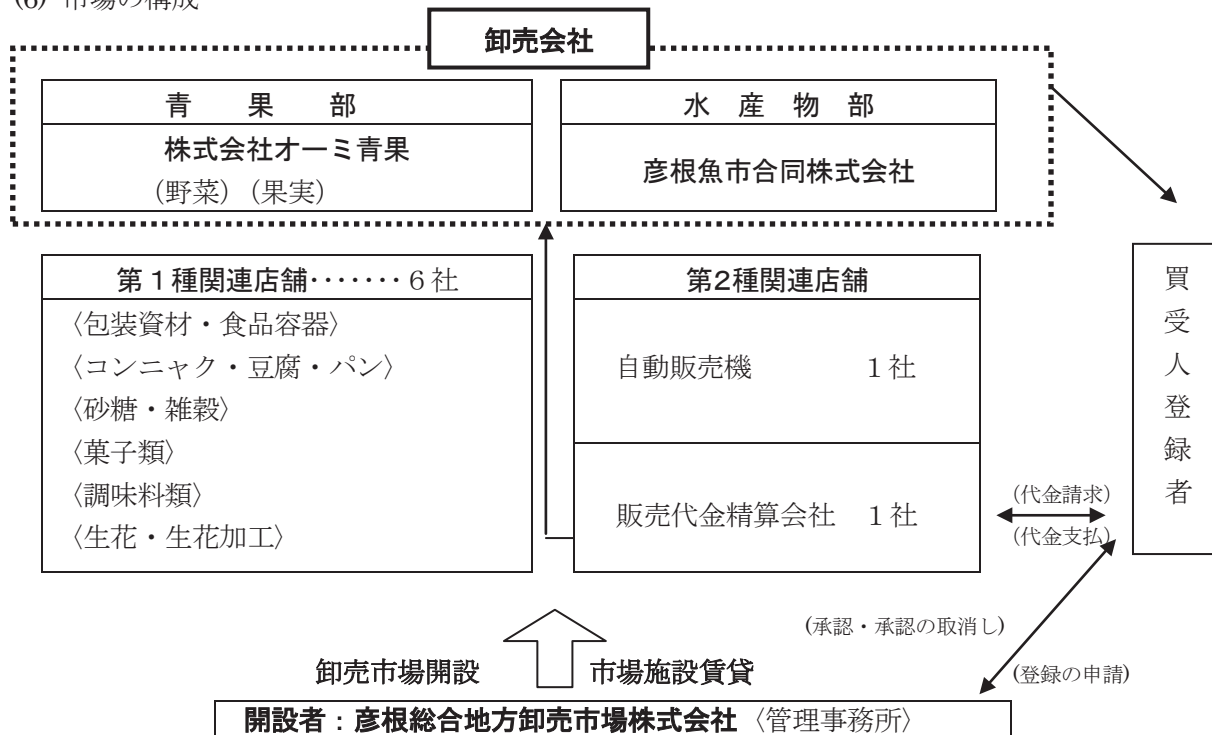 (6) 市場の構成
卸売会社
青果部
株式会社オーミ青果
(野菜)(果実)
水産物部
彦根魚市合同株式会社
第１種関連店舗･･･････６社
〈包装資材・食品容器〉
〈コンニャク・豆腐・パン〉
〈砂糖・雑穀〉
〈菓子類〉
〈調味料類〉
〈生花・生花加工〉
第2種関連店舗
自動販売機 １社
販売代金精算会社 １社
(代金請求)
(代金支払)
買受人登録者
(承認・承認の取消し)
(登録の申請)
卸売市場開設 市場施設賃貸
開設者：彦根総合地方卸売市場株式会社〈管理事務所〉